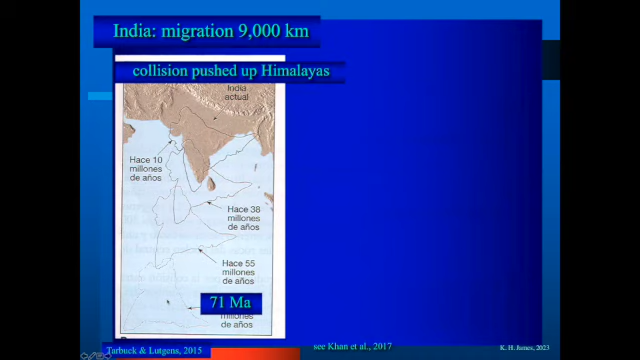 India: migration 9,000 km
collision pushed up Himalayas
India
actual
Hace 10
millones
de años
Hace 38
millones
de años
Hace 55
millones
de años
71 Ma
millones
de años
Tarbuck & Lutgens, 2015
see Khan et al., 2017
K. H. James, 2023